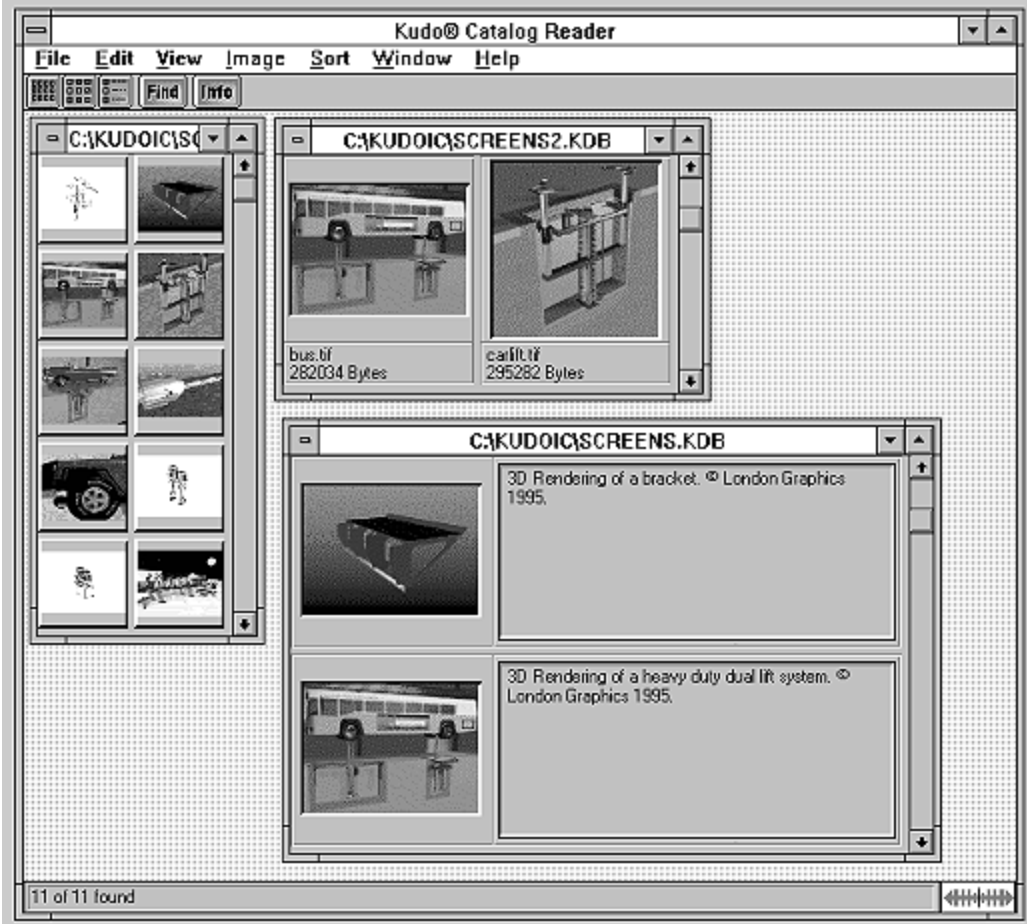 Kudo® Catalog Reader
File Edit View Image Sort Window Help
Find Info
C:\KUDOIC\SC
C:\KUDOIC\SCREENS2.KDB
bus.tif
282034 Bytes
carlift.tif
295282 Bytes
C:\KUDOIC\SCREENS.KDB
3D Rendering of a bracket. © London Graphics
1995.
3D Rendering of a heavy duty dual lift system. ©
London Graphics 1995.
11 of 11 found